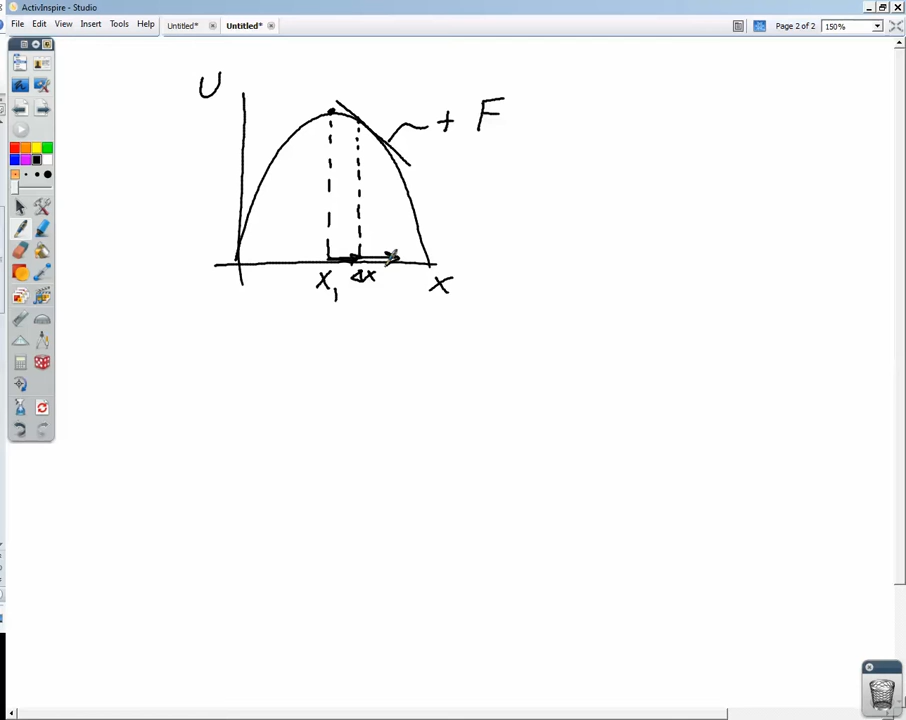 ActivInspire - Studio
File Edit View Insert Tools Help Untitled* Untitled* Page 2 of 2 150%
U
+ F
x₁ Δx x